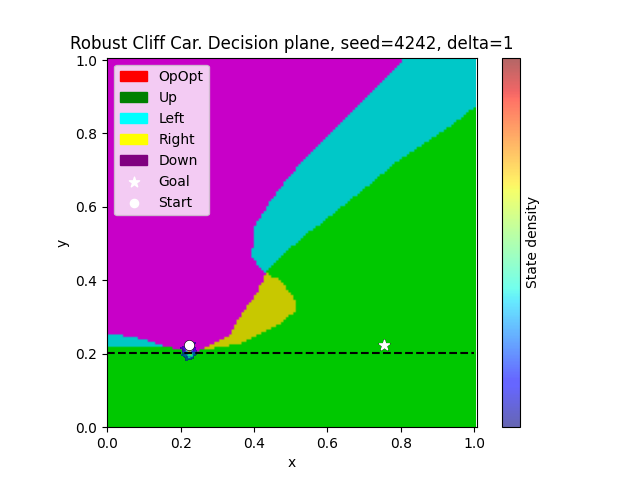 Robust Cliff Car. Decision plane, seed=4242, delta=1
1.0
0.8
0.6
0.4
0.2
0.0
y
OpOpt
Up
Left
Right
Down
Goal
Start
State density
0.0 0.2 0.4 0.6 0.8 1.0
x